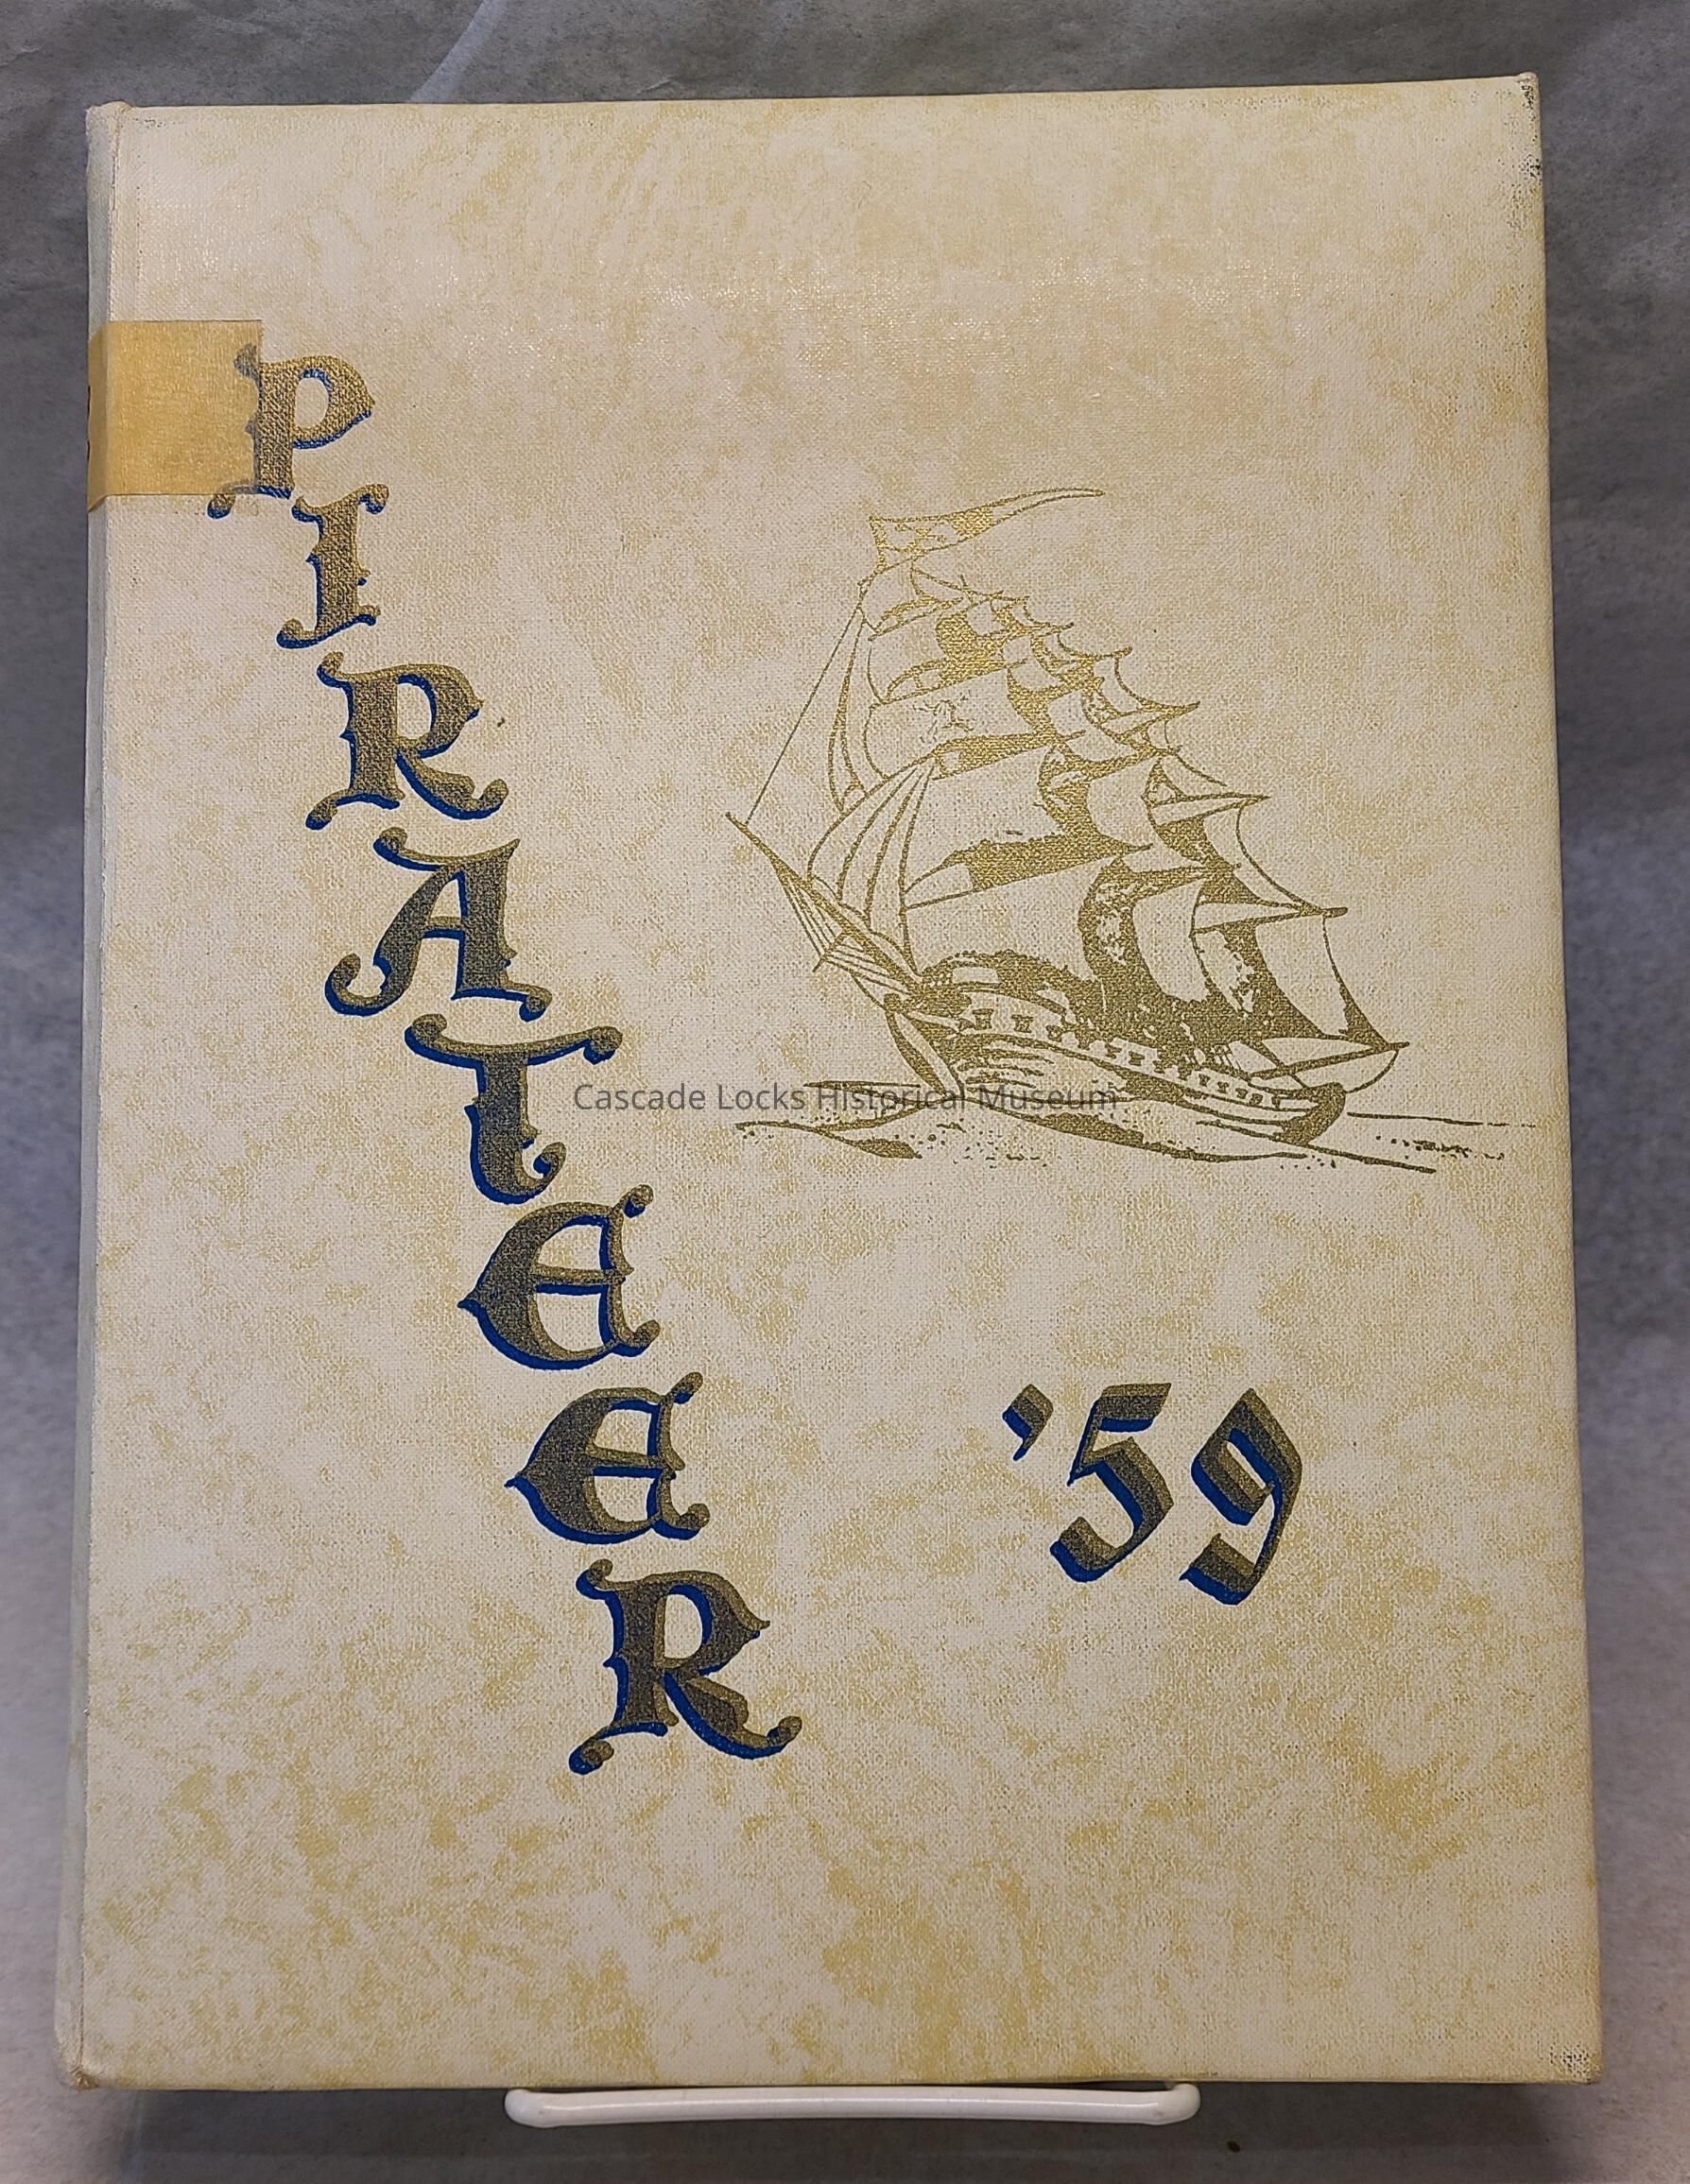 PIRATEER
Cascade Locks Historical Museum
'59